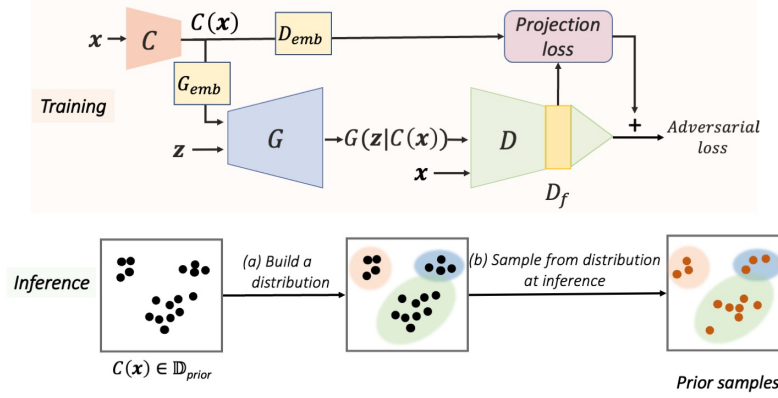 x
C
C(x)
D_emb
Projection
loss
G_emb
Training
z
G
G(z|C(x))
x
D
D_f
+
Adversarial
loss
Inference
(a) Build a
distribution
(b) Sample from distribution
at inference
C(x) ∈ 𝔻_prior
Prior samples